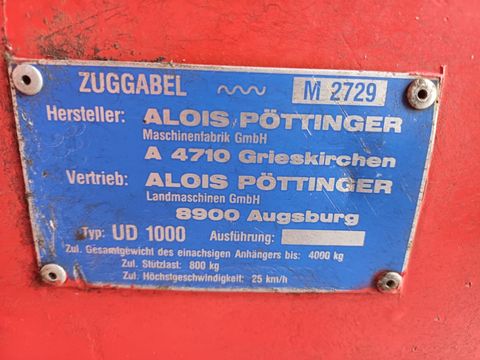 ZUGGABEL M 2729
Hersteller: ALOIS PÖTTINGER
Maschinenfabrik GmbH
A 4710 Grieskirchen
Vertrieb: ALOIS PÖTTINGER
Landmaschinen GmbH
8900 Augsburg
Typ: UD 1000 Ausführung:
Zul. Gesamtgewicht des einachsigen Anhängers bis: 4000 kg
Zul. Stützlast: 800 kg
Zul. Höchstgeschwindigkeit: 25 km/h